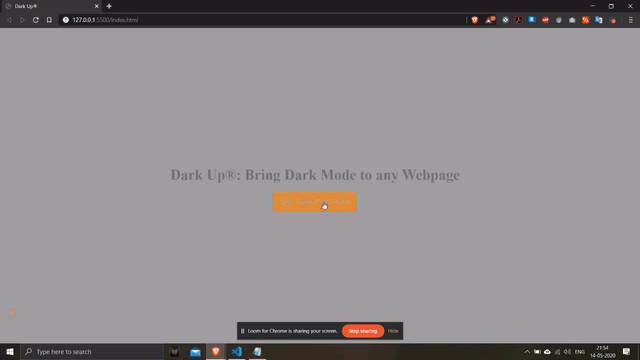 Dark Up®
127.0.0.1:5500/index.html
Dark Up®: Bring Dark Mode to any Webpage
Loom for Chrome is sharing your screen.
Stop sharing
Hide
Type here to search
ENG
21:54
14-05-2020